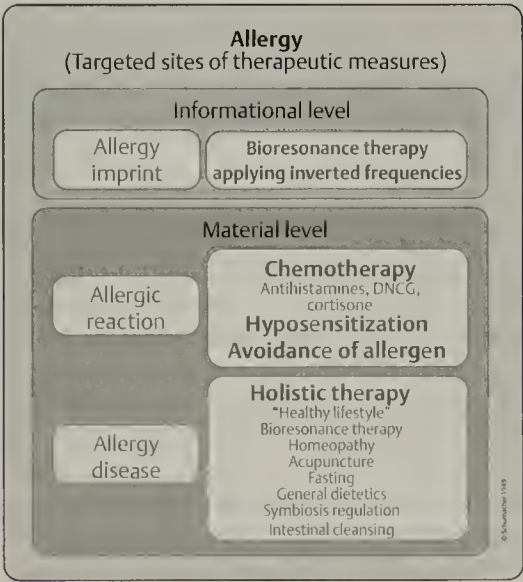 Allergy
(Targeted sites of therapeutic measures)
Informational level
Allergy
imprint
Bioresonance therapy
applying inverted frequencies
Material level
Allergic
reaction
Chemotherapy
Antihistamines, DNCG,
cortisone
Hyposensitization
Avoidance of allergen
Allergy
disease
Holistic therapy
"Healthy lifestyle"
Bioresonance therapy
Homeopathy
Acupuncture
Fasting
General dietetics
Symbiosis regulation
Intestinal cleansing
© Schumacher 1989